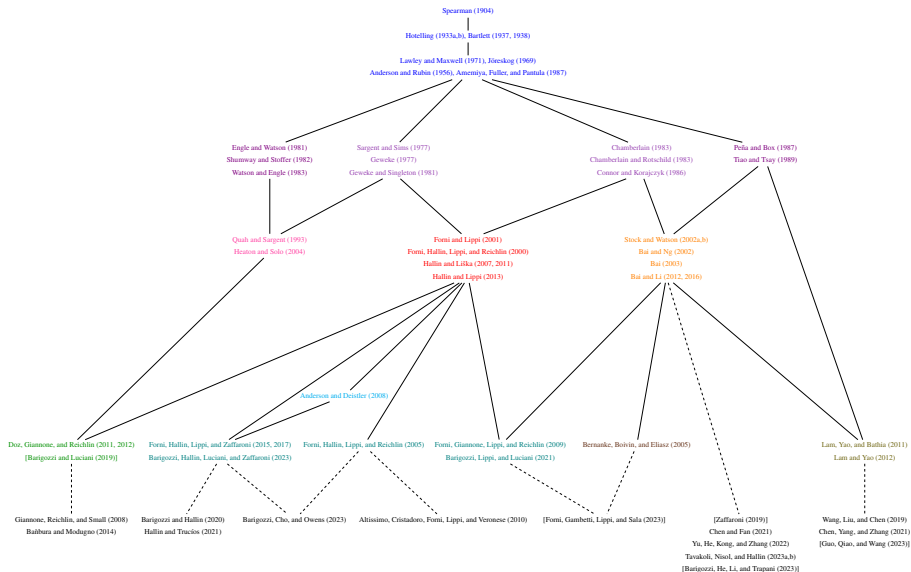 Spearman (1904)
Hotelling (1933a,b), Bartlett (1937, 1938)
Lawley and Maxwell (1971), Jöreskog (1969)
Anderson and Rubin (1956), Amemiya, Fuller, and Pantula (1987)
Engle and Watson (1981)
Shumway and Stoffer (1982)
Watson and Engle (1983)
Sargent and Sims (1977)
Geweke (1977)
Geweke and Singleton (1981)
Chamberlain (1983)
Chamberlain and Rotschild (1983)
Connor and Korajczyk (1986)
Peña and Box (1987)
Tiao and Tsay (1989)
Quah and Sargent (1993)
Heaton and Solo (2004)
Forni and Lippi (2001)
Forni, Hallin, Lippi, and Reichlin (2000)
Hallin and Liška (2007, 2011)
Hallin and Lippi (2013)
Stock and Watson (2002a,b)
Bai and Ng (2002)
Bai (2003)
Bai and Li (2012, 2016)
Anderson and Deistler (2008)
Doz, Giannone, and Reichlin (2011, 2012)
[Barigozzi and Luciani (2019)]
Forni, Hallin, Lippi, and Zaffaroni (2015, 2017)
Barigozzi, Hallin, Luciani, and Zaffaroni (2023)
Forni, Hallin, Lippi, and Reichlin (2005)
Forni, Giannone, Lippi, and Reichlin (2009)
Barigozzi, Lippi, and Luciani (2021)
Bernanke, Boivin, and Eliasz (2005)
Lam, Yao, and Bathia (2011)
Lam and Yao (2012)
Giannone, Reichlin, and Small (2008)
Bańbura and Modugno (2014)
Barigozzi and Hallin (2020)
Hallin and Trucíos (2021)
Barigozzi, Cho, and Owens (2023)
Altissimo, Cristadoro, Forni, Lippi, and Veronese (2010)
[Forni, Gambetti, Lippi, and Sala (2023)]
[Zaffaroni (2019)]
Chen and Fan (2021)
Yu, He, Kong, and Zhang (2022)
Tavakoli, Nisol, and Hallin (2023a,b)
[Barigozzi, He, Li, and Trapani (2023)]
Wang, Liu, and Chen (2019)
Chen, Yang, and Zhang (2021)
[Guo, Qiao, and Wang (2023)]